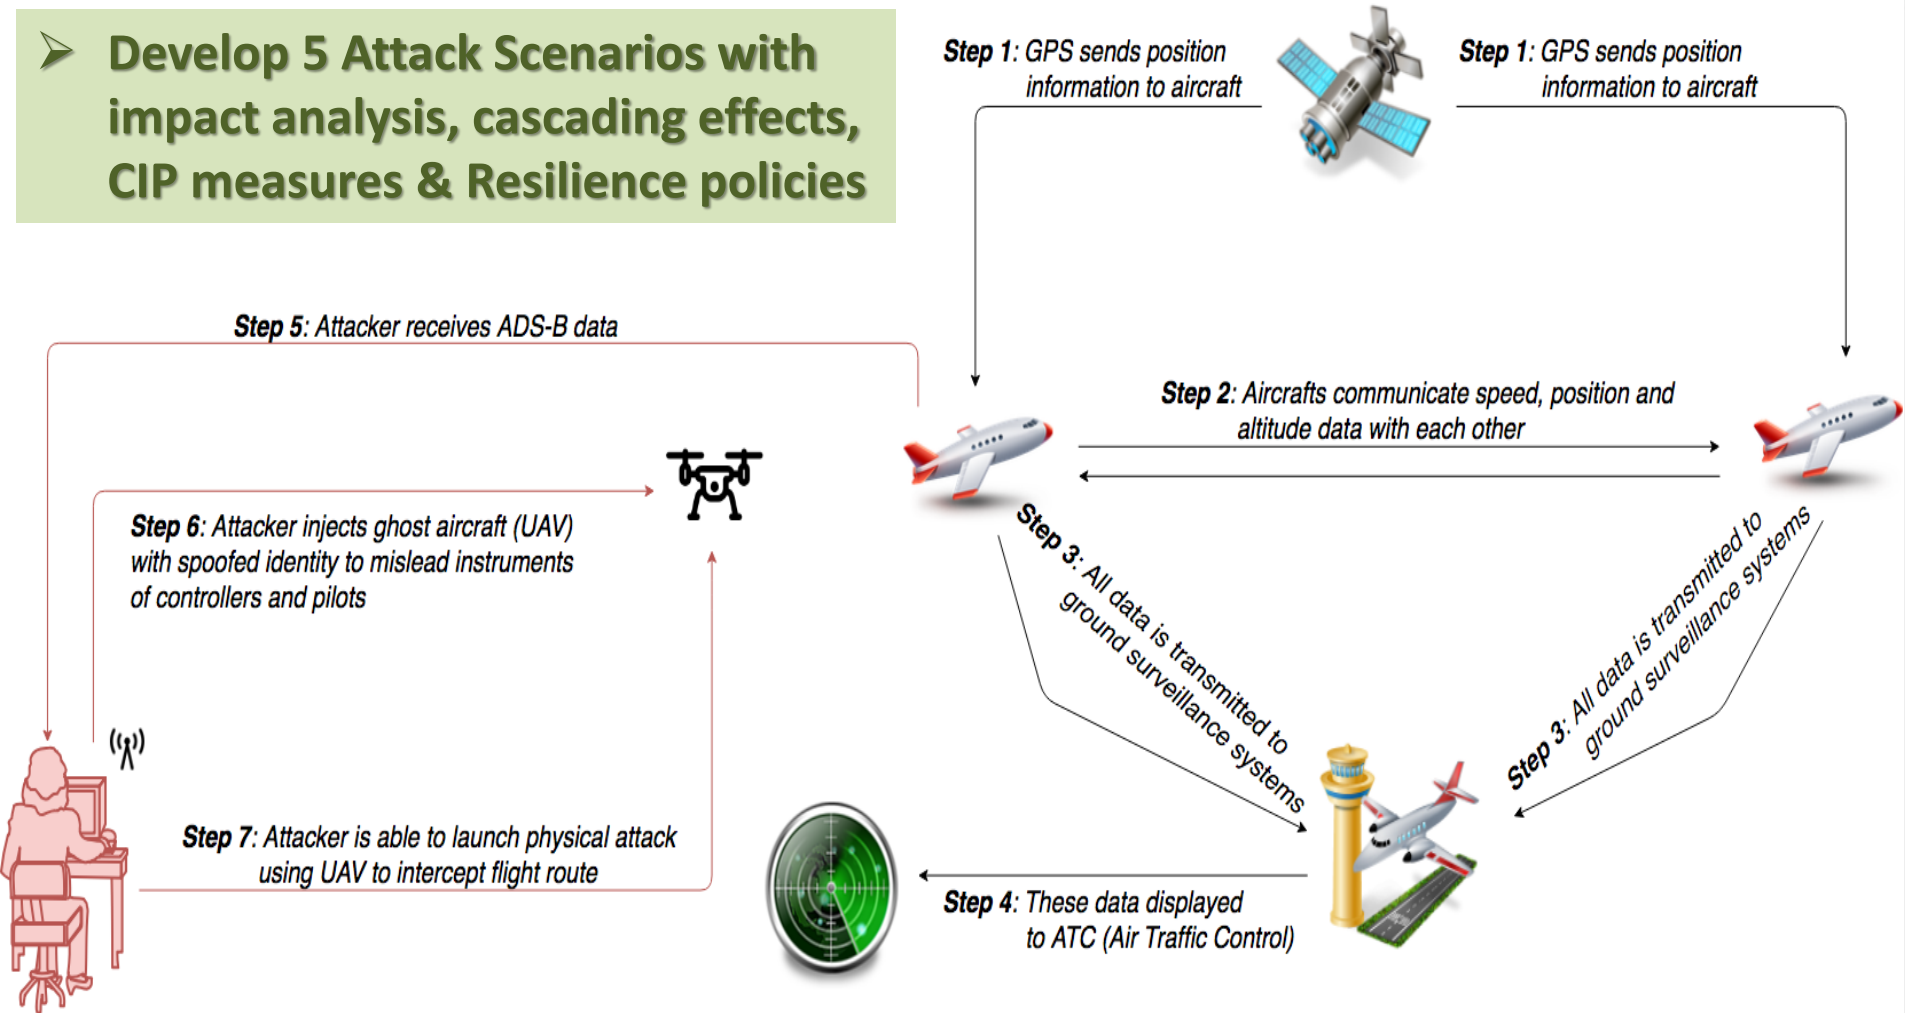 ➢ Develop 5 Attack Scenarios with
impact analysis, cascading effects,
CIP measures & Resilience policies
Step 1: GPS sends position
information to aircraft
Step 1: GPS sends position
information to aircraft
Step 5: Attacker receives ADS-B data
Step 2: Aircrafts communicate speed, position and
altitude data with each other
Step 6: Attacker injects ghost aircraft (UAV)
with spoofed identity to mislead instruments
of controllers and pilots
Step 3: All data is transmitted to
ground surveillance systems
Step 3: All data is transmitted to
ground surveillance systems
Step 7: Attacker is able to launch physical attack
using UAV to intercept flight route
Step 4: These data displayed
to ATC (Air Traffic Control)